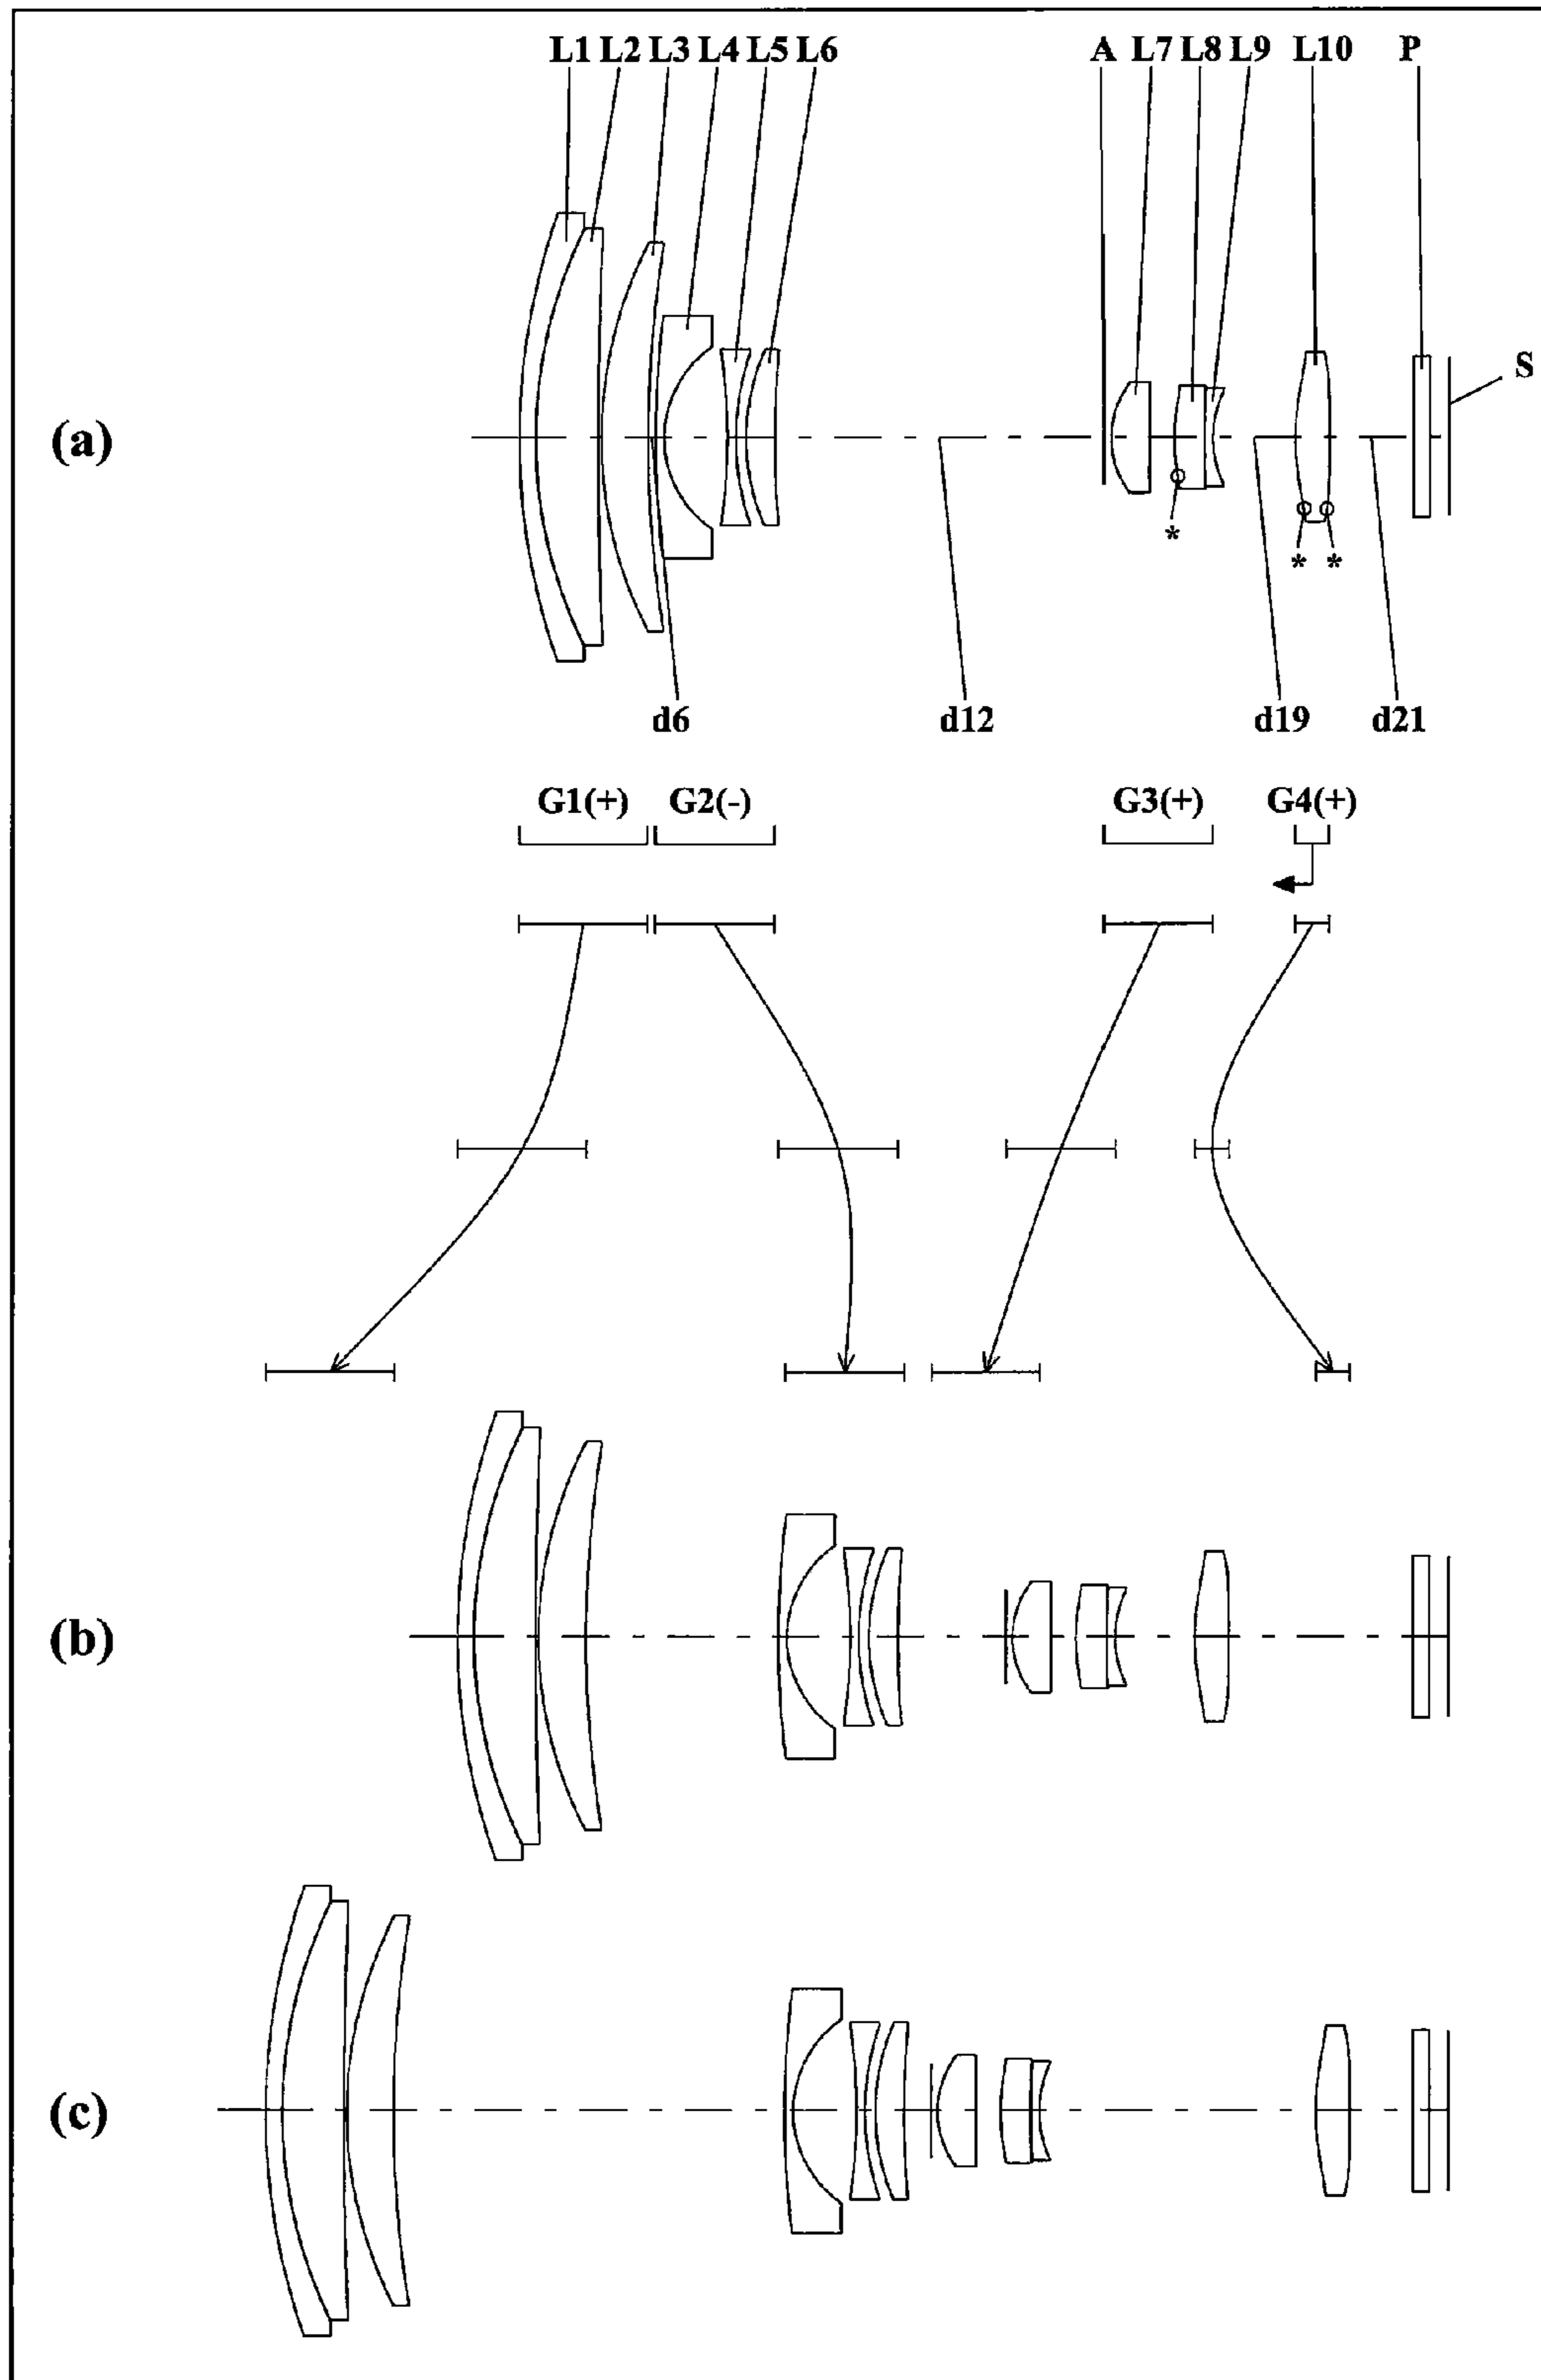 L1 L2 L3 L4 L5 L6 A L7 L8 L9 L10 P
S
(a)
*
* *
d6 d12 d19 d21
G1(+) G2(-) G3(+) G4(+)
(b)
(c)